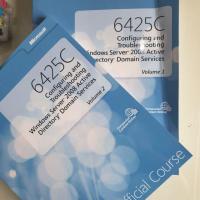 6425C
Configuring and
Troubleshooting
Windows Server® 2008 Active
Directory® Domain Services
Volume 1
Microsoft
6425C
Configuring and
Troubleshooting
Windows Server® 2008 Active
Directory® Domain Services
Volume 2
Official Course